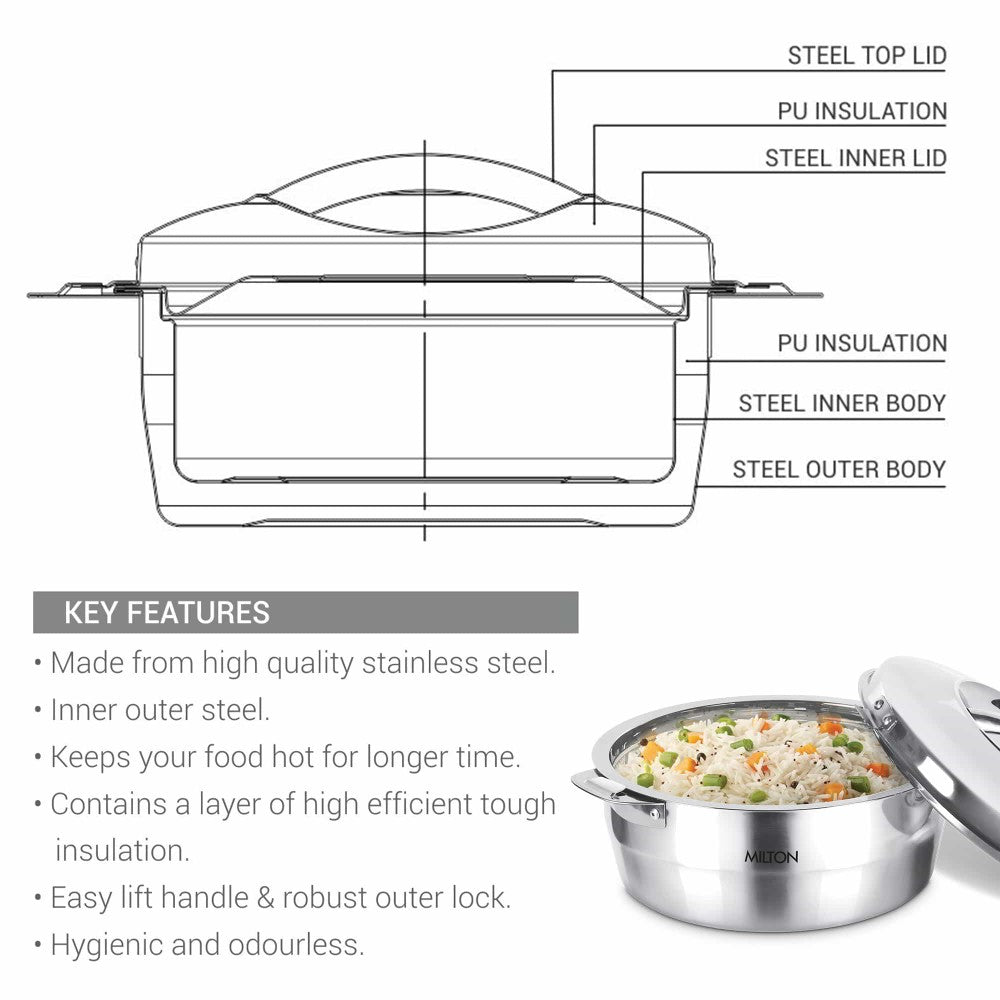 STEEL TOP LID
PU INSULATION
STEEL INNER LID
PU INSULATION
STEEL INNER BODY
STEEL OUTER BODY
KEY FEATURES
• Made from high quality stainless steel.
• Inner outer steel.
• Keeps your food hot for longer time.
• Contains a layer of high efficient tough
insulation.
• Easy lift handle & robust outer lock.
• Hygienic and odourless.
MILTON